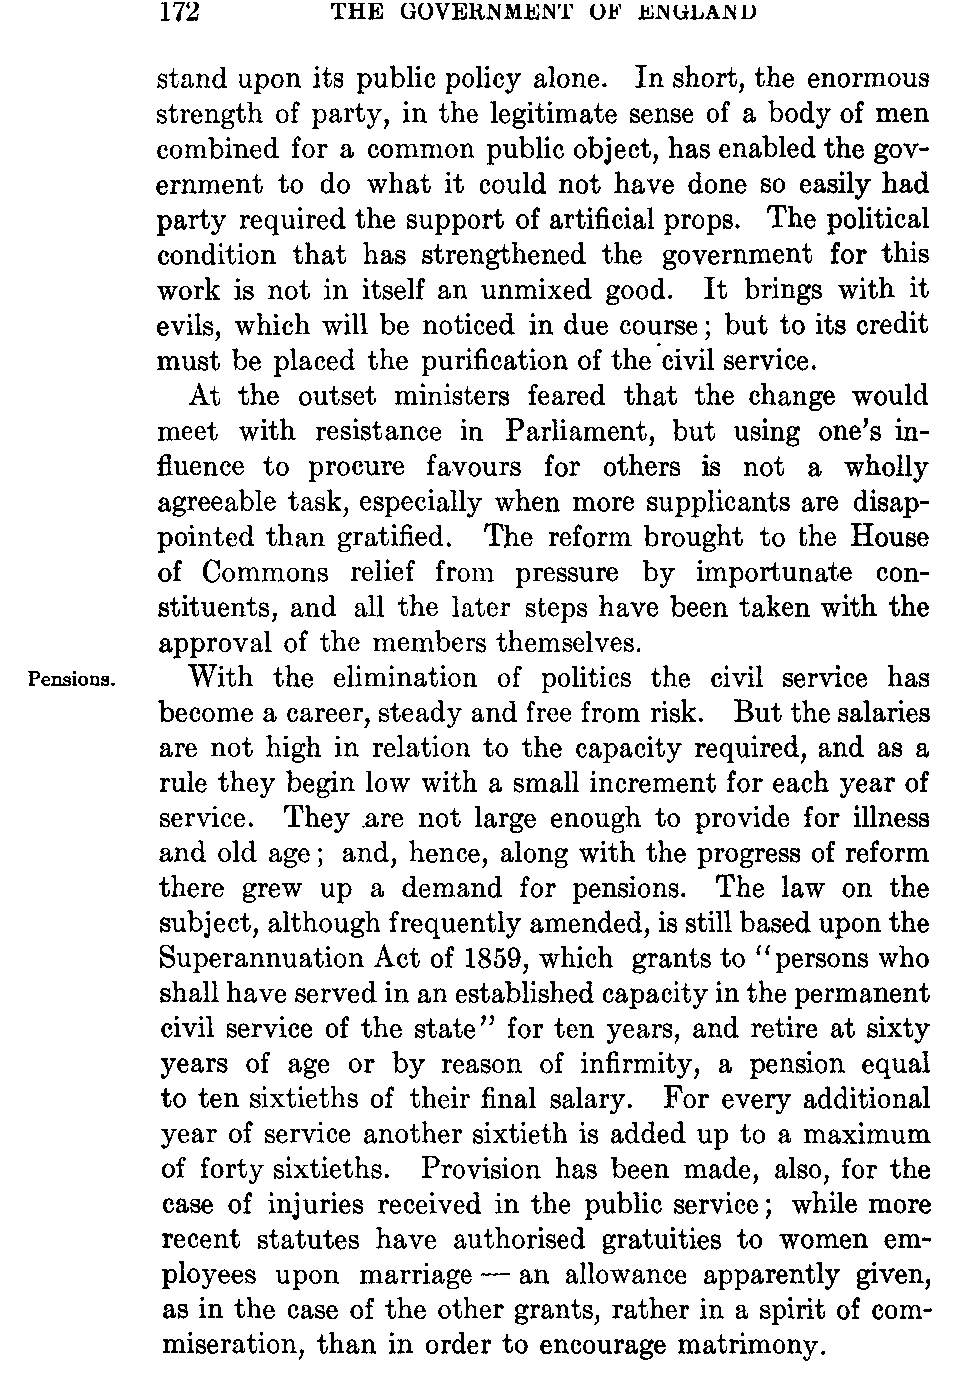 172 THE GOVERNMENT OF ENGLAND
stand upon its public policy alone. In short, the enormous
strength of party, in the legitimate sense of a body of men
combined for a common public object, has enabled the gov-
ernment to do what it could not have done so easily had
party required the support of artificial props. The political
condition that has strengthened the government for this
work is not in itself an unmixed good. It brings with it
evils, which will be noticed in due course; but to its credit
must be placed the purification of the civil service.
At the outset ministers feared that the change would
meet with resistance in Parliament, but using one's in-
fluence to procure favours for others is not a wholly
agreeable task, especially when more supplicants are disap-
pointed than gratified. The reform brought to the House
of Commons relief from pressure by importunate con-
stituents, and all the later steps have been taken with the
approval of the members themselves.
Pensions. With the elimination of politics the civil service has
become a career, steady and free from risk. But the salaries
are not high in relation to the capacity required, and as a
rule they begin low with a small increment for each year of
service. They are not large enough to provide for illness
and old age; and, hence, along with the progress of reform
there grew up a demand for pensions. The law on the
subject, although frequently amended, is still based upon the
Superannuation Act of 1859, which grants to "persons who
shall have served in an established capacity in the permanent
civil service of the state" for ten years, and retire at sixty
years of age or by reason of infirmity, a pension equal
to ten sixtieths of their final salary. For every additional
year of service another sixtieth is added up to a maximum
of forty sixtieths. Provision has been made, also, for the
case of injuries received in the public service; while more
recent statutes have authorised gratuities to women em-
ployees upon marriage — an allowance apparently given,
as in the case of the other grants, rather in a spirit of com-
miseration, than in order to encourage matrimony.